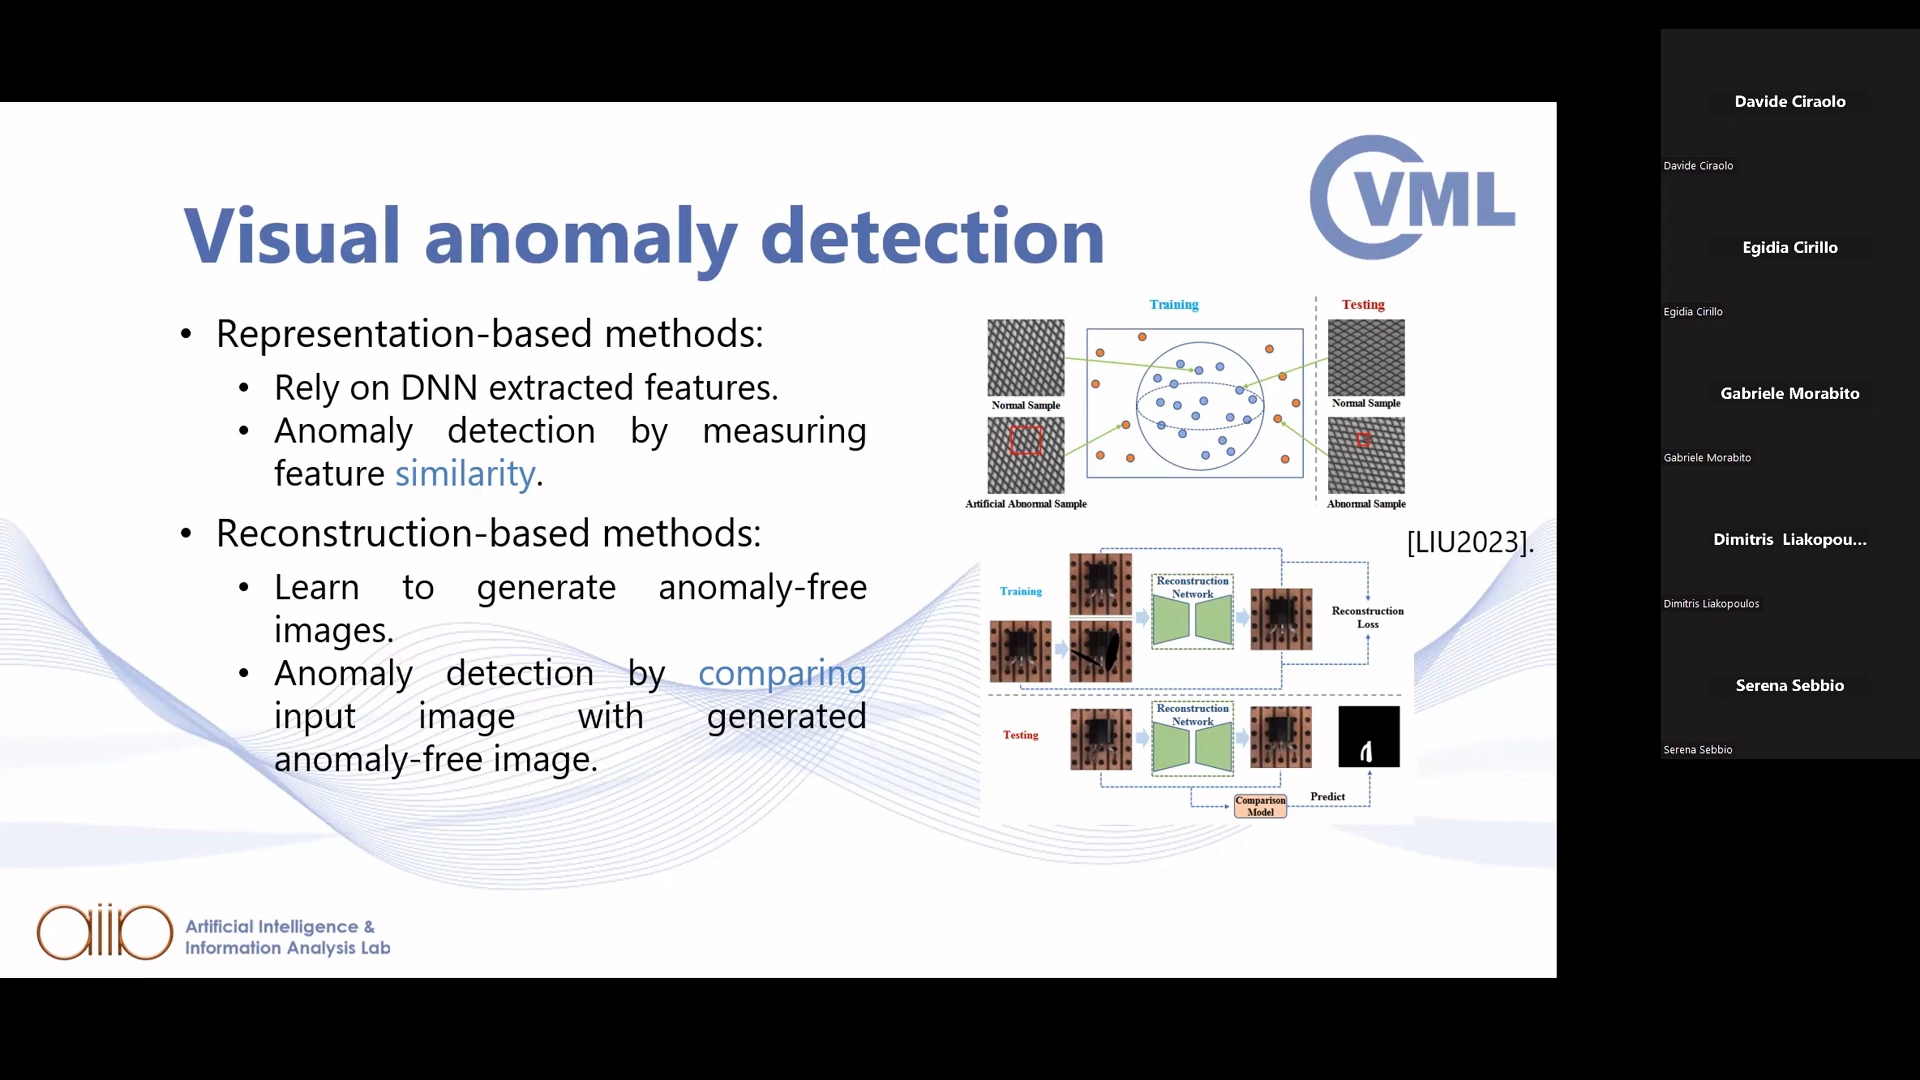 Visual anomaly detection
CVML
• Representation-based methods:
• Rely on DNN extracted features.
• Anomaly detection by measuring
feature similarity.
• Reconstruction-based methods:
• Learn to generate anomaly-free
images.
• Anomaly detection by comparing
input image with generated
anomaly-free image.
Training
Testing
Normal Sample
Normal Sample
Artificial Abnormal Sample
Abnormal Sample
[LIU2023].
Training
Reconstruction
Network
Reconstruction
Loss
Testing
Reconstruction
Network
Comparison
Model
Predict
aiia
Artificial Intelligence &
Information Analysis Lab
Davide Ciraolo
Davide Ciraolo
Egidia Cirillo
Egidia Cirillo
Gabriele Morabito
Gabriele Morabito
Dimitris Liakopou...
Dimitris Liakopoulos
Serena Sebbio
Serena Sebbio